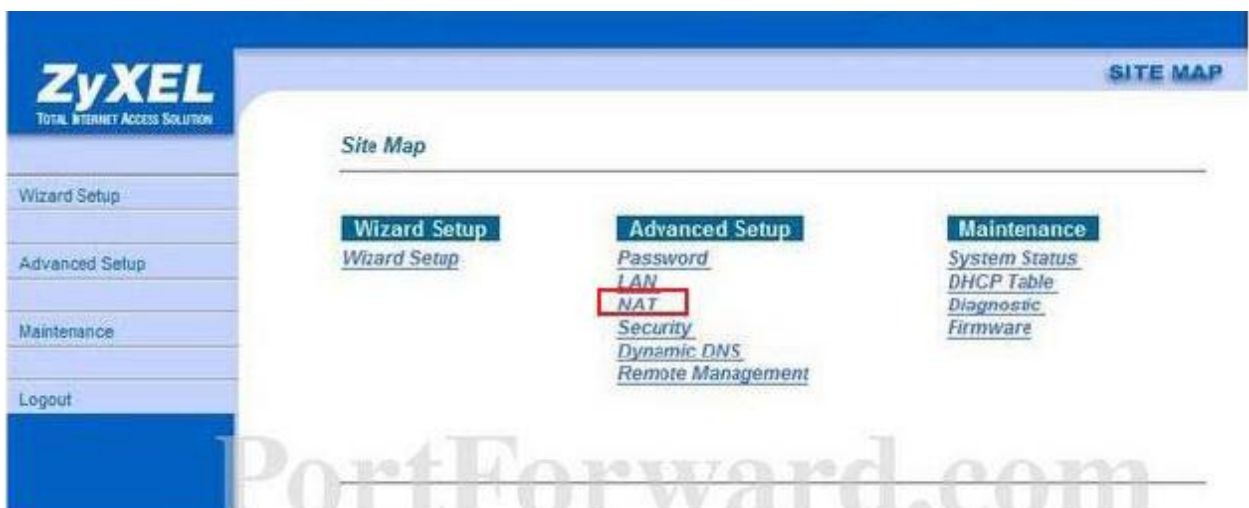 ZyXEL
TOTAL INTERNET ACCESS SOLUTION
SITE MAP
Site Map
Wizard Setup
Advanced Setup
Maintenance
Logout
Wizard Setup
Wizard Setup
Advanced Setup
Password
LAN
NAT
Security
Dynamic DNS
Remote Management
Maintenance
System Status
DHCP Table
Diagnostic
Firmware
PortForward.com